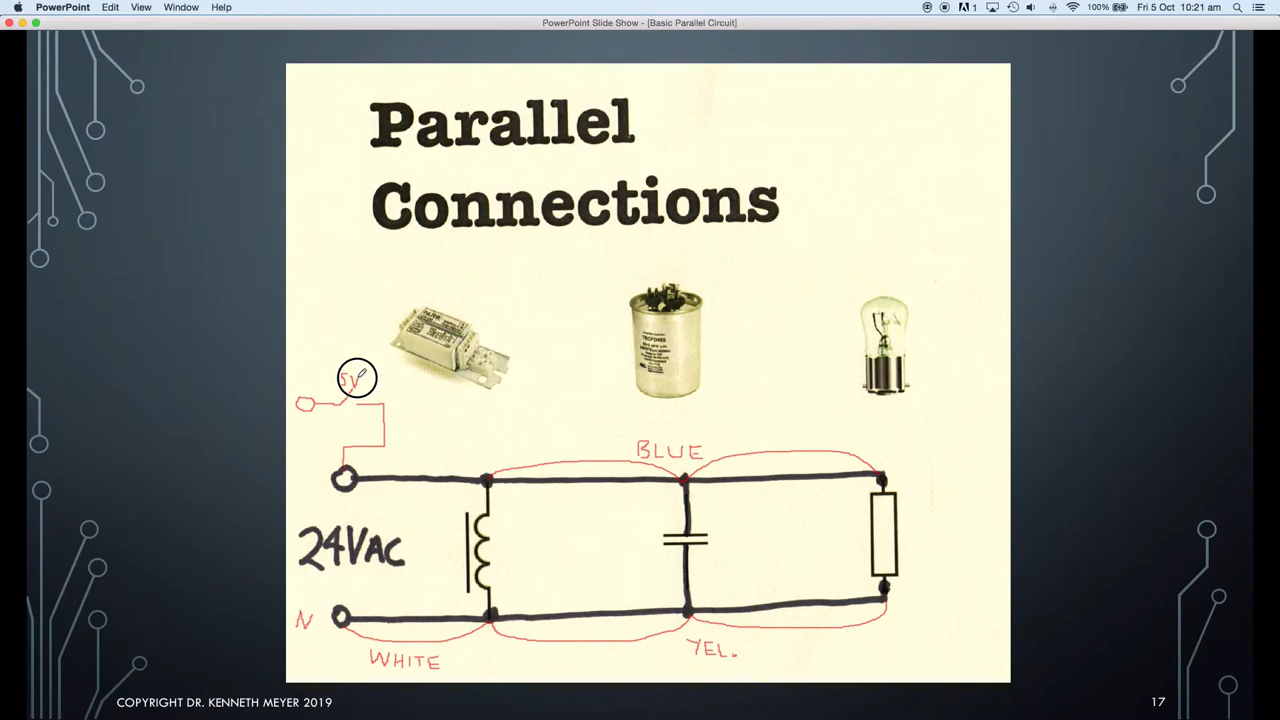 PowerPoint Edit View Window Help
1 100% Fri 5 Oct 10:21 am
PowerPoint Slide Show - [Basic Parallel Circuit]
Parallel
Connections
BLUE
24VAC
N
WHITE
YEL.
COPYRIGHT DR. KENNETH MEYER 2019
17